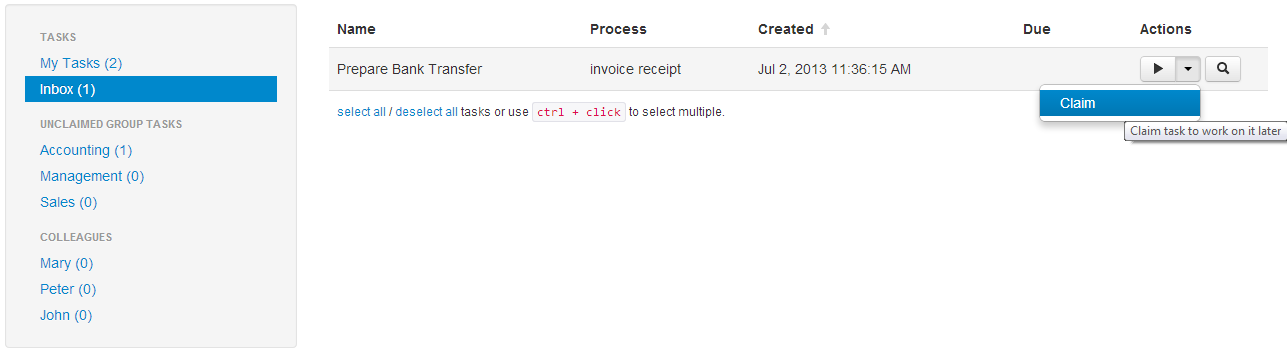 TASKS
My Tasks (2)
Inbox (1)
UNCLAIMED GROUP TASKS
Accounting (1)
Management (0)
Sales (0)
COLLEAGUES
Mary (0)
Peter (0)
John (0)
Name Process Created Due Actions
Prepare Bank Transfer invoice receipt Jul 2, 2013 11:36:15 AM
select all / deselect all tasks or use ctrl + click to select multiple.
Claim
Claim task to work on it later